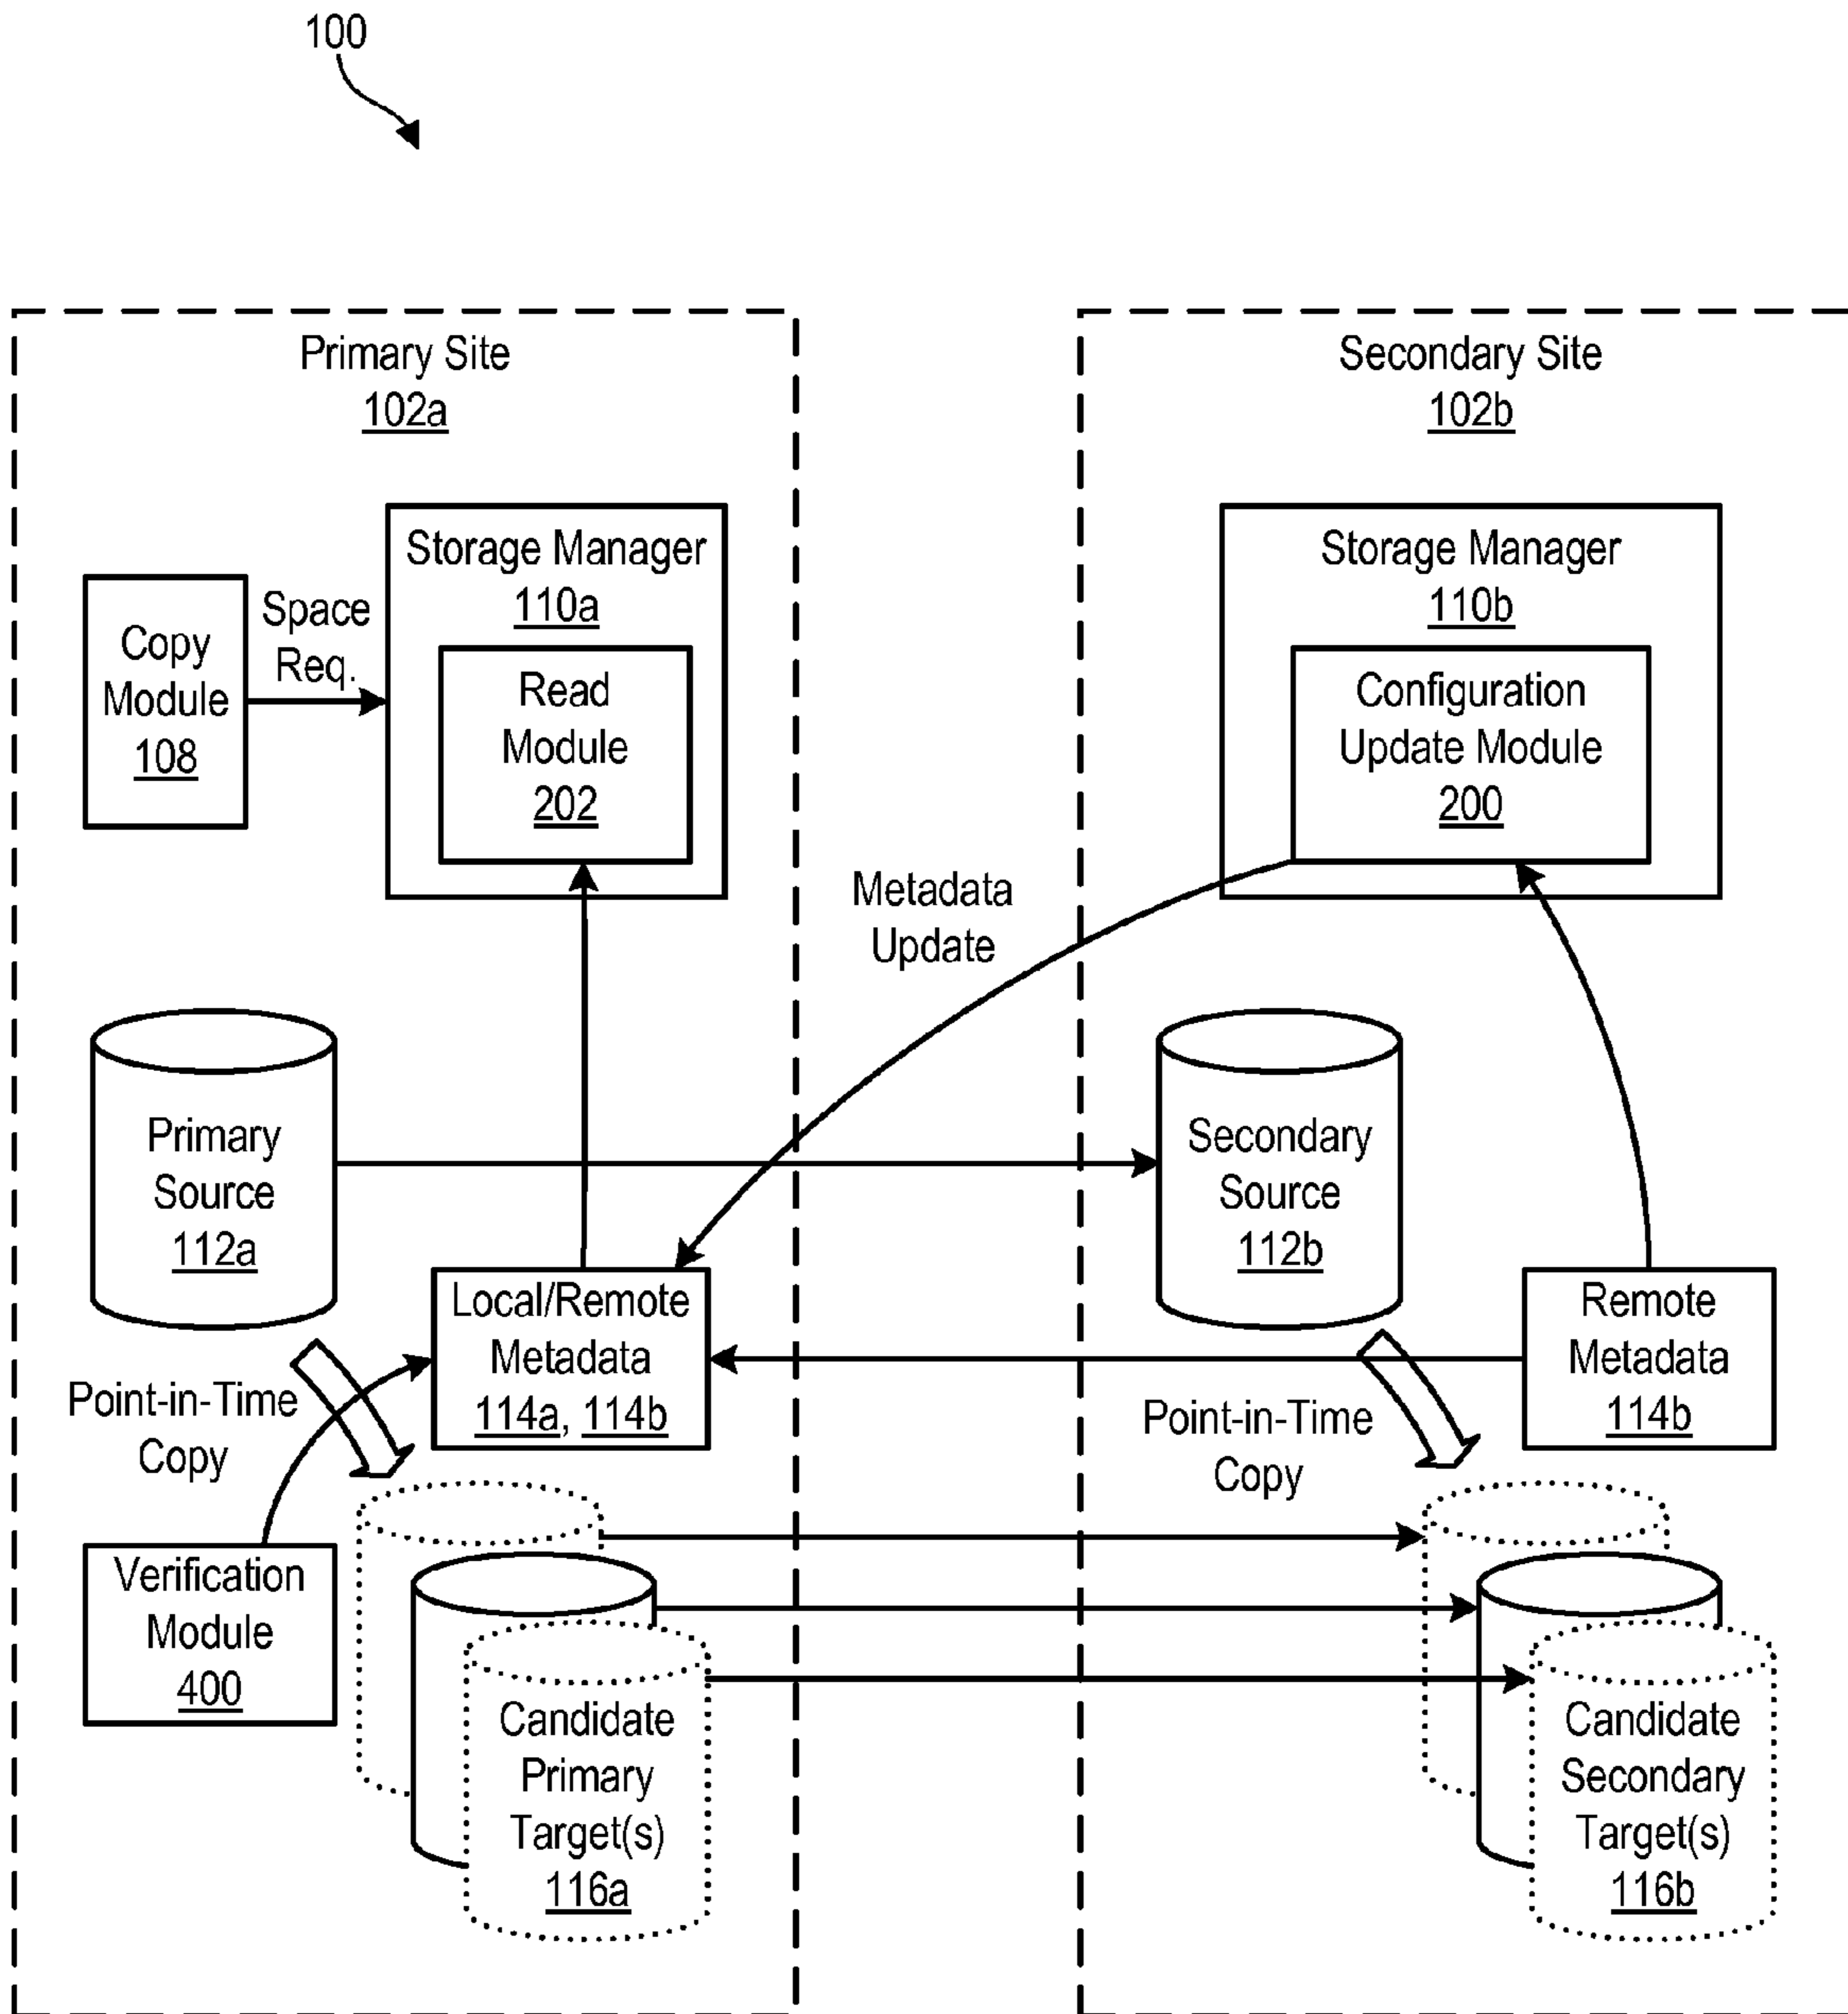 100
Primary Site
102a
Secondary Site
102b
Storage Manager
110a
Copy
Module
108
Space
Req.
Read
Module
202
Storage Manager
110b
Configuration
Update Module
200
Metadata
Update
Primary
Source
112a
Secondary
Source
112b
Local/Remote
Metadata
114a, 114b
Remote
Metadata
114b
Point-in-Time
Copy
Point-in-Time
Copy
Verification
Module
400
Candidate
Primary
Target(s)
116a
Candidate
Secondary
Target(s)
116b